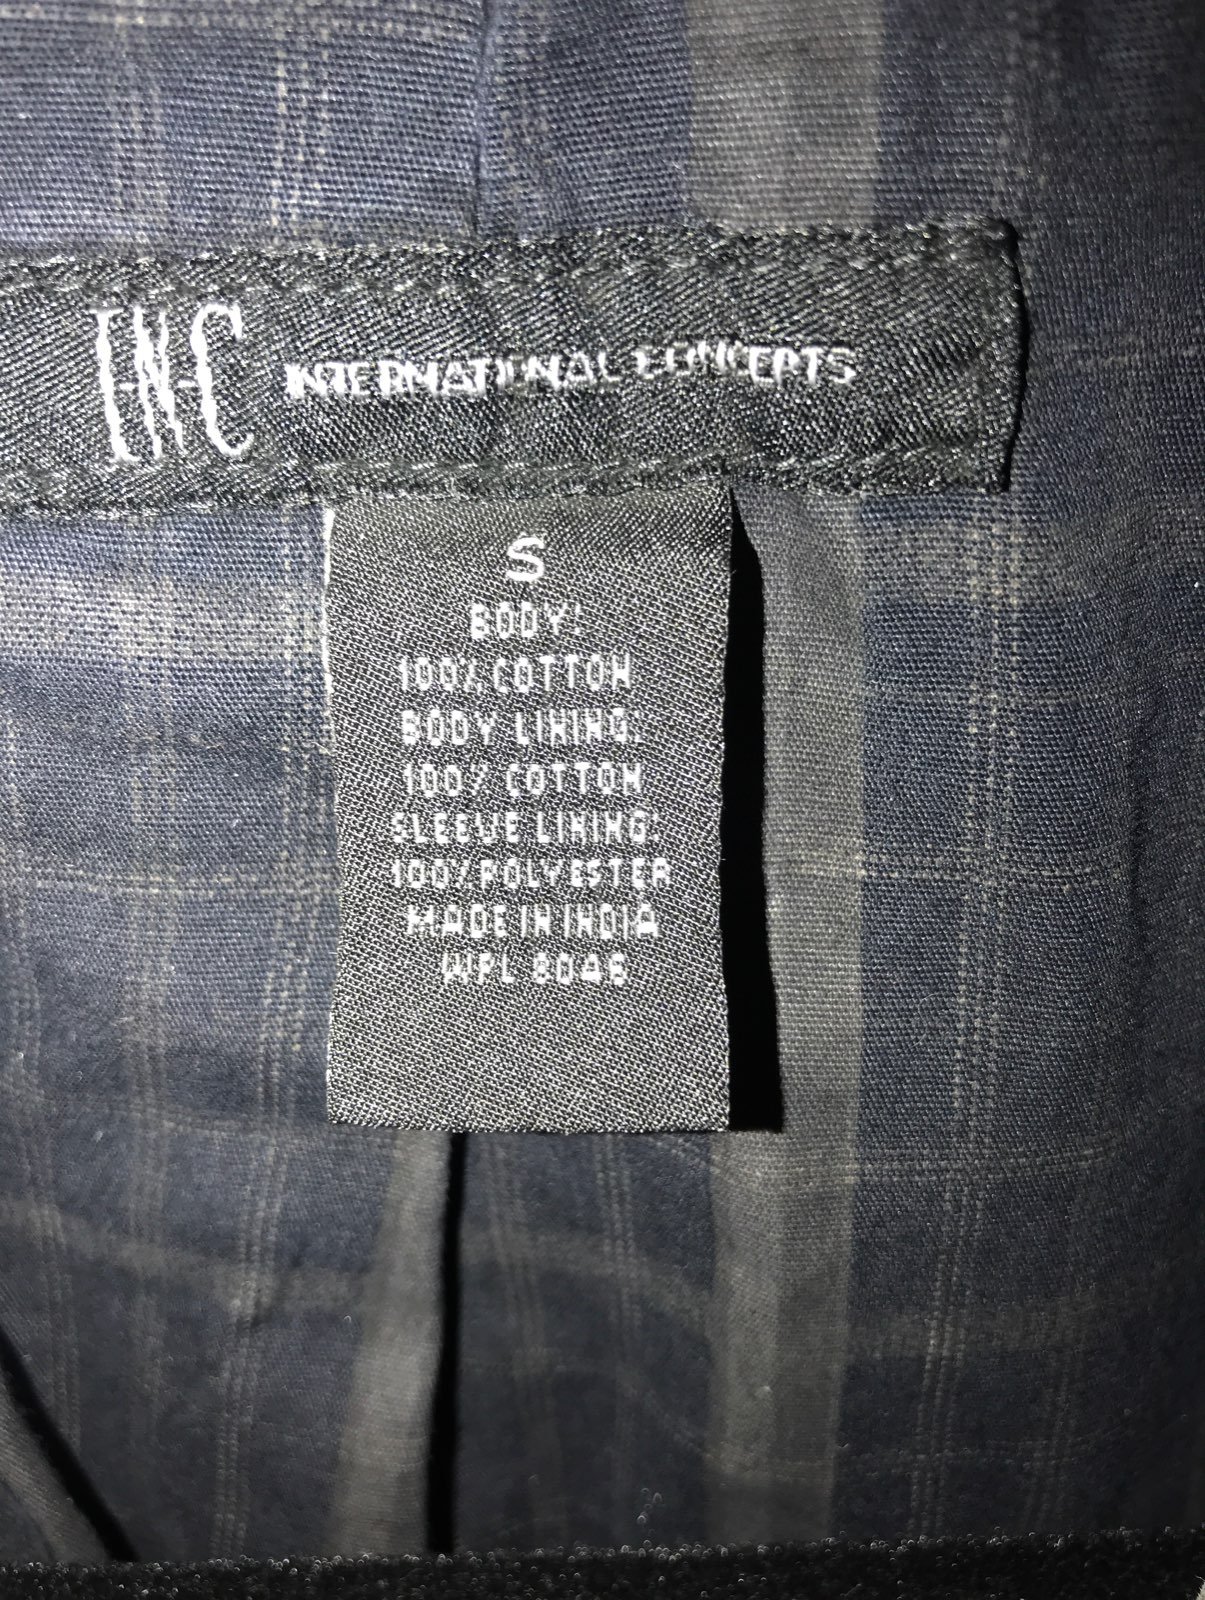 I·N·C INTERNATIONAL CONCEPTS
S
BODY:
100% COTTON
BODY LINING:
100% COTTON
SLEEVE LINING:
100% POLYESTER
MADE IN INDIA
WPL 8046